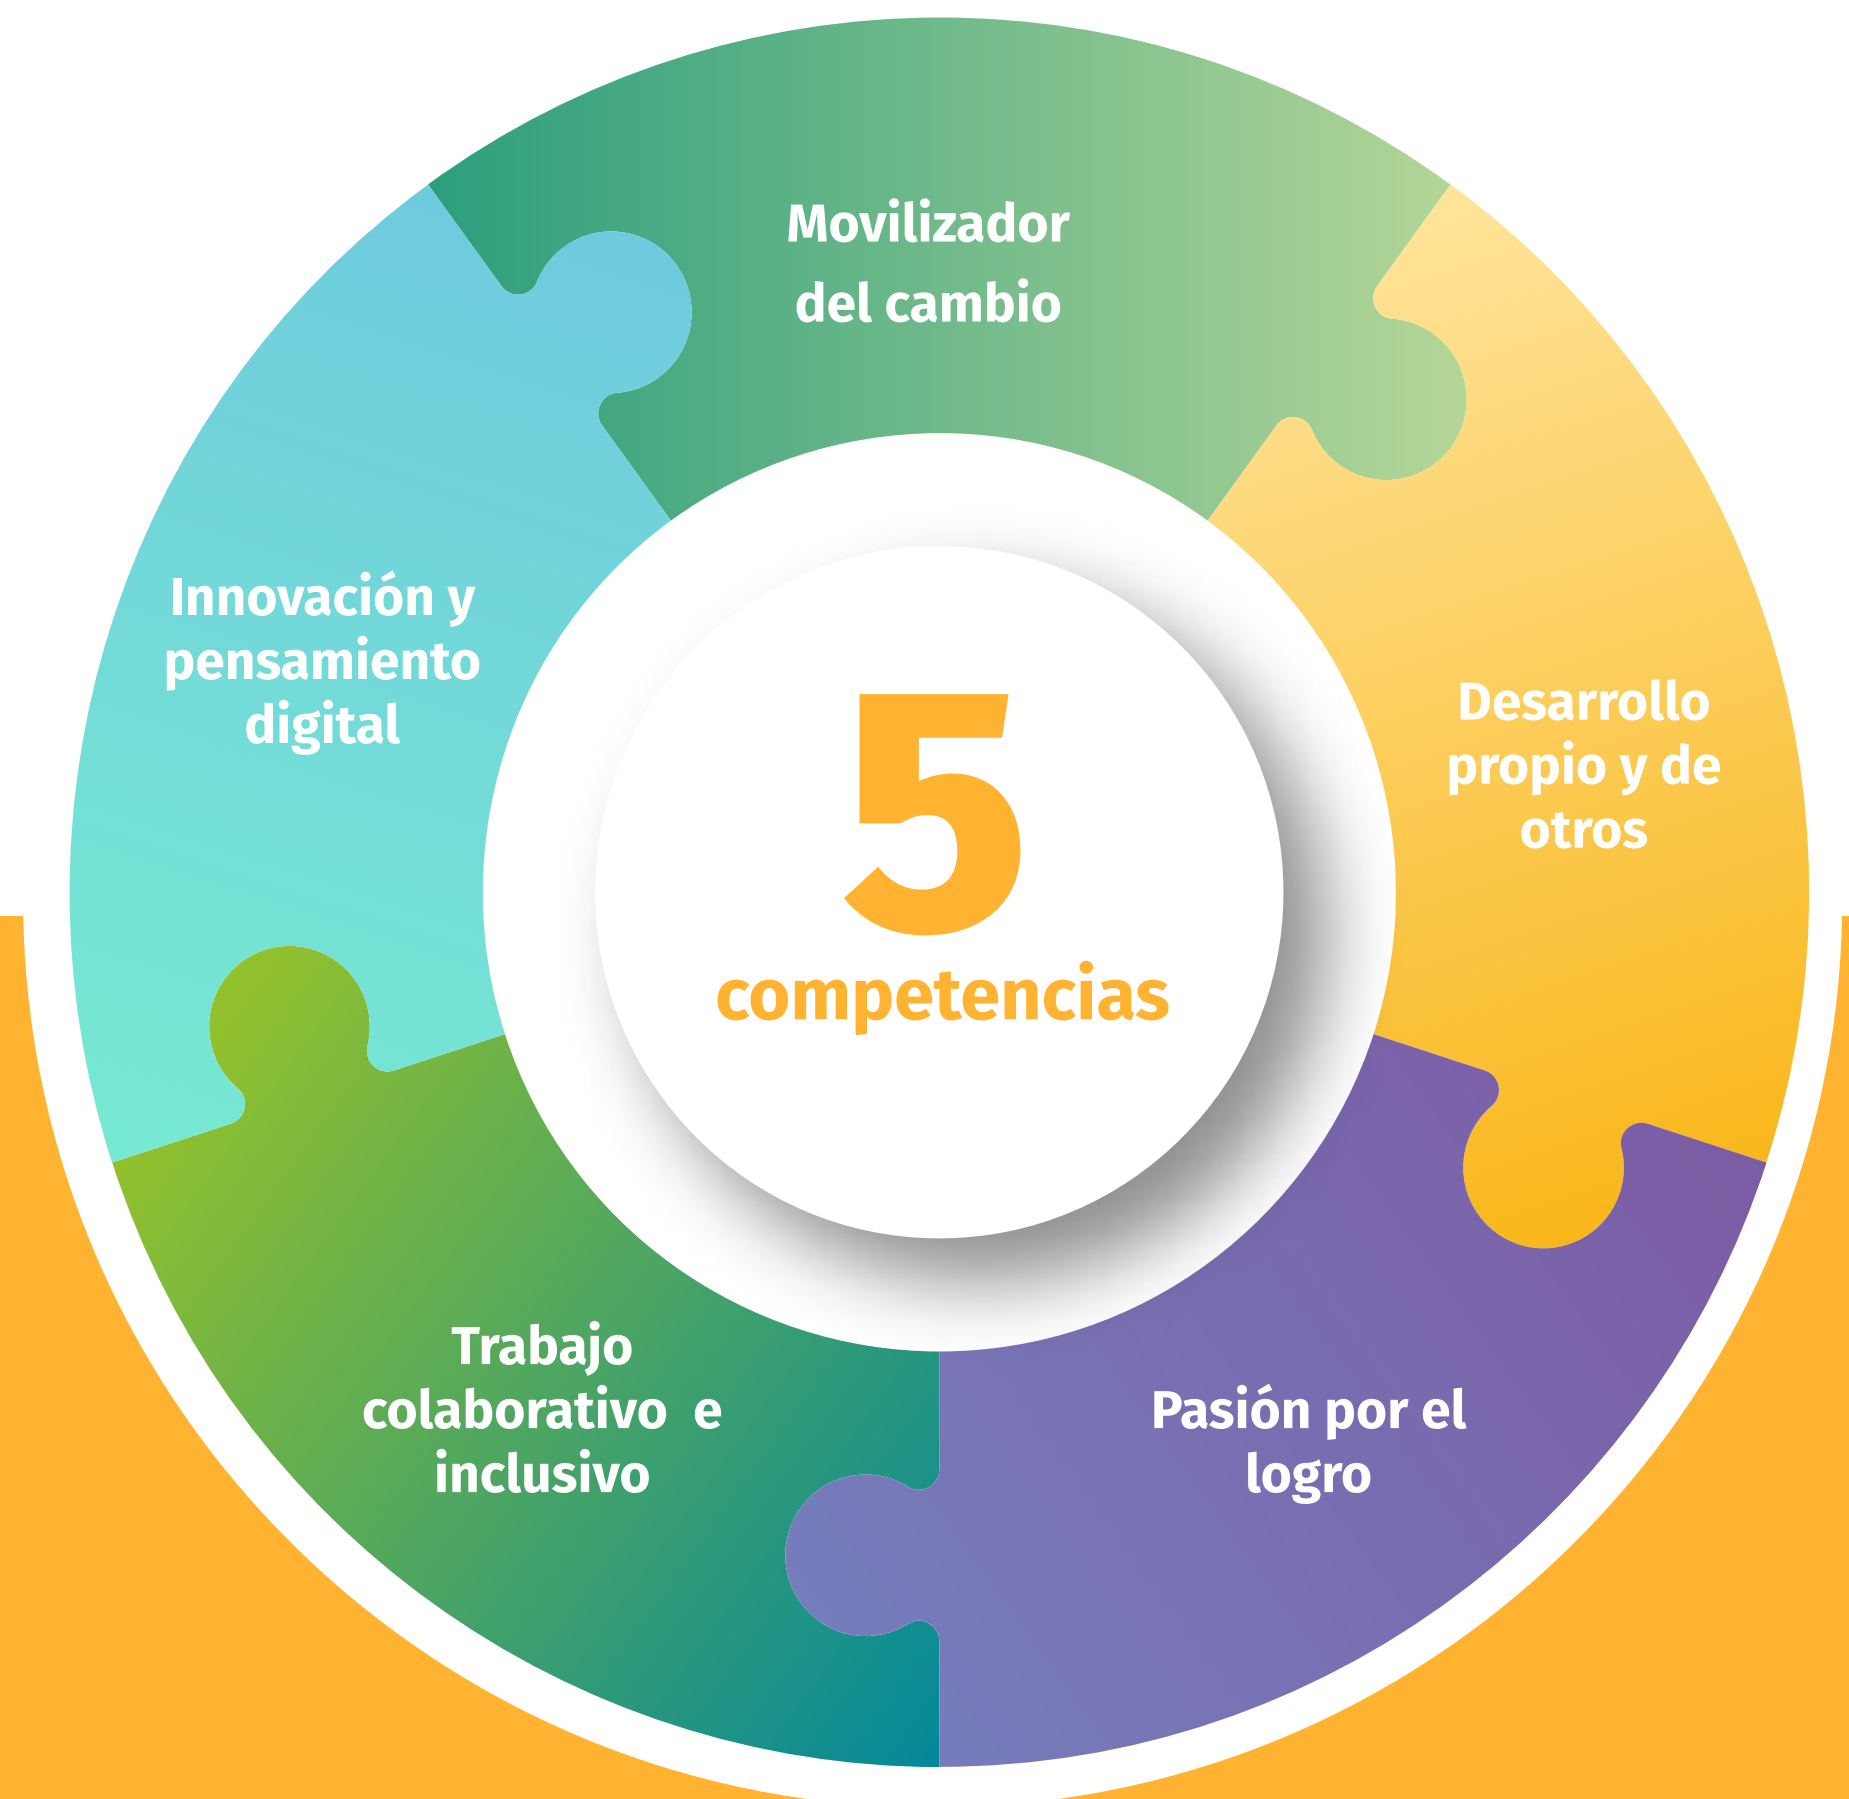 Movilizador
del cambio
Innovación y
pensamiento
digital
Desarrollo
propio y de
otros
5
competencias
Trabajo
colaborativo  e
inclusivo
Pasión por el
logro